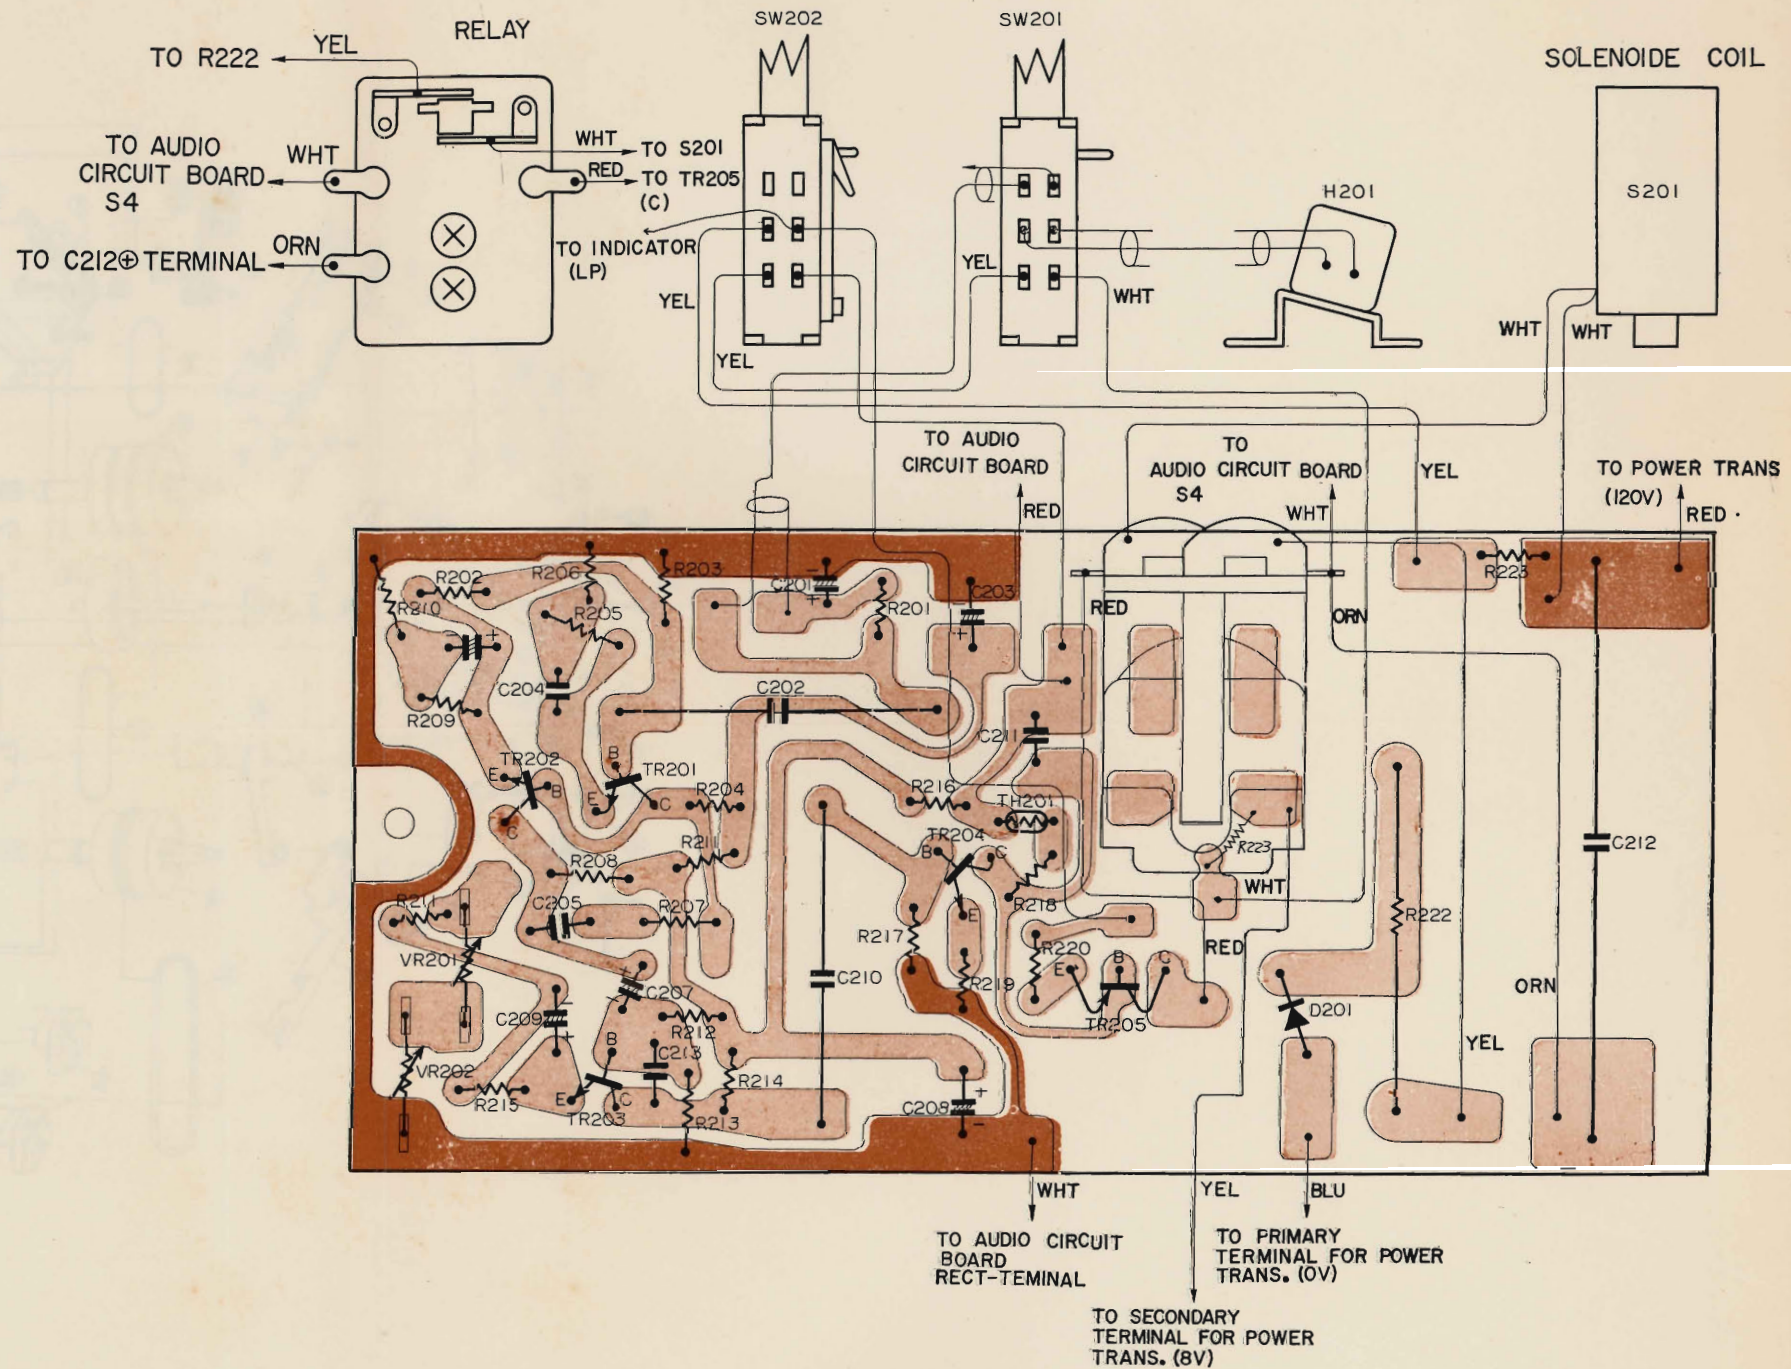 SW202
SW201
RELAY
SOLENOIDE COIL
TO R222
YEL
TO AUDIO
CIRCUIT BOARD
S4
WHT
WHT
TO S201
RED
TO TR205
(C)
ORN
TO C212⊕TERMINAL
TO INDICATOR
(LP)
YEL
YEL
YEL
WHT
H201
S201
WHT
WHT
TO AUDIO
CIRCUIT BOARD
RED
TO
AUDIO CIRCUIT BOARD
S4
WHT
YEL
TO POWER TRANS
(120V)
RED
R202
R206
R203
C201
-
+
R201
C203
-
+
R210
R205
-
+
RED
ORN
R223
C204
R209
C202
C211
TR202
E
B
C
B
TR201
E
C
R204
R216
TH201
TR204
B
C
E
R211
R208
R223
C212
WHT
R211
C205
R207
R218
R222
R217
R220
RED
VR201
E
B
C
+
-
C207
C210
R219
TR205
D201
ORN
C209
-
+
R212
YEL
B
C213
VR202
R214
E
C
R215
TR203
R213
C208
+
-
WHT
YEL
BLU
TO AUDIO CIRCUIT
BOARD
RECT-TEMINAL
TO PRIMARY
TERMINAL FOR POWER
TRANS. (0V)
TO SECONDARY
TERMINAL FOR POWER
TRANS. (8V)